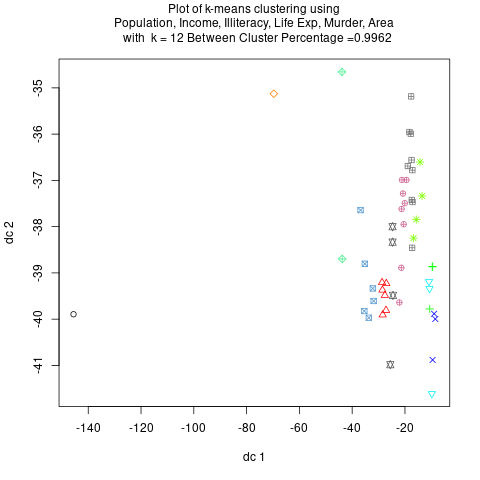 Plot of k-means clustering using
Population, Income, Illiteracy, Life Exp, Murder, Area
with k = 12 Between Cluster Percentage =0.9962
-35
-36
-37
-38
-39
-40
-41
dc 2
-140 -120 -100 -80 -60 -40 -20
dc 1